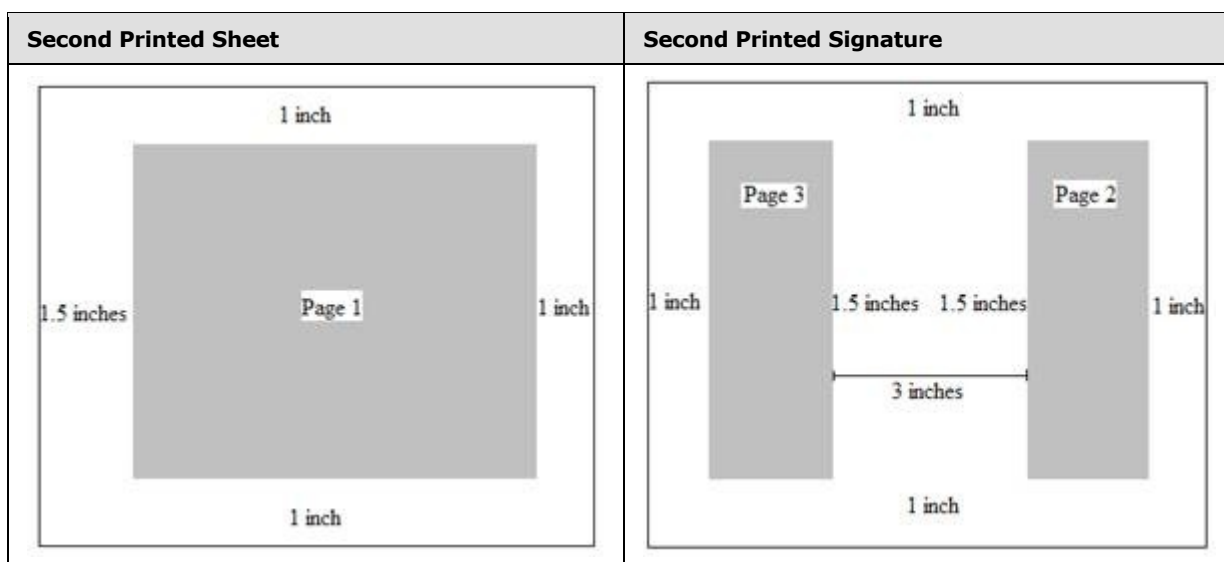 Second Printed Sheet
Second Printed Signature
1 inch
1.5 inches
Page 1
1 inch
1 inch
1 inch
Page 3
Page 2
1 inch
1.5 inches
1.5 inches
1 inch
3 inches
1 inch